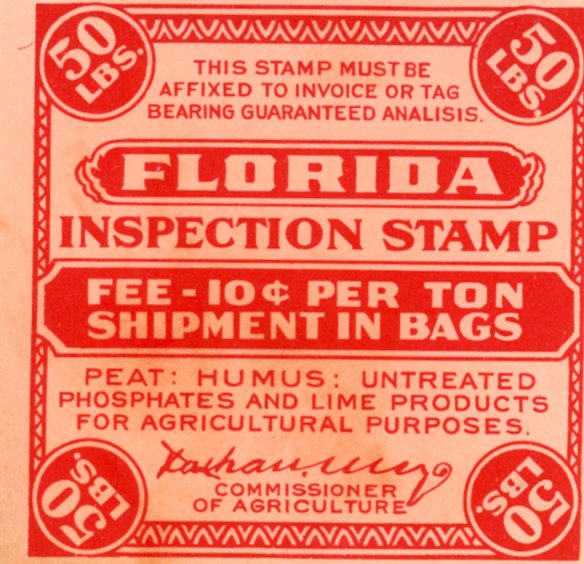 50 LBS.
50 LBS.
THIS STAMP MUST BE
AFFIXED TO INVOICE OR TAG
BEARING GUARANTEED ANALISIS.
FLORIDA
INSPECTION STAMP
FEE - 10¢ PER TON
SHIPMENT IN BAGS
PEAT: HUMUS: UNTREATED
PHOSPHATES AND LIME PRODUCTS
FOR AGRICULTURAL PURPOSES.
COMMISSIONER
OF AGRICULTURE
50 LBS.
50 LBS.